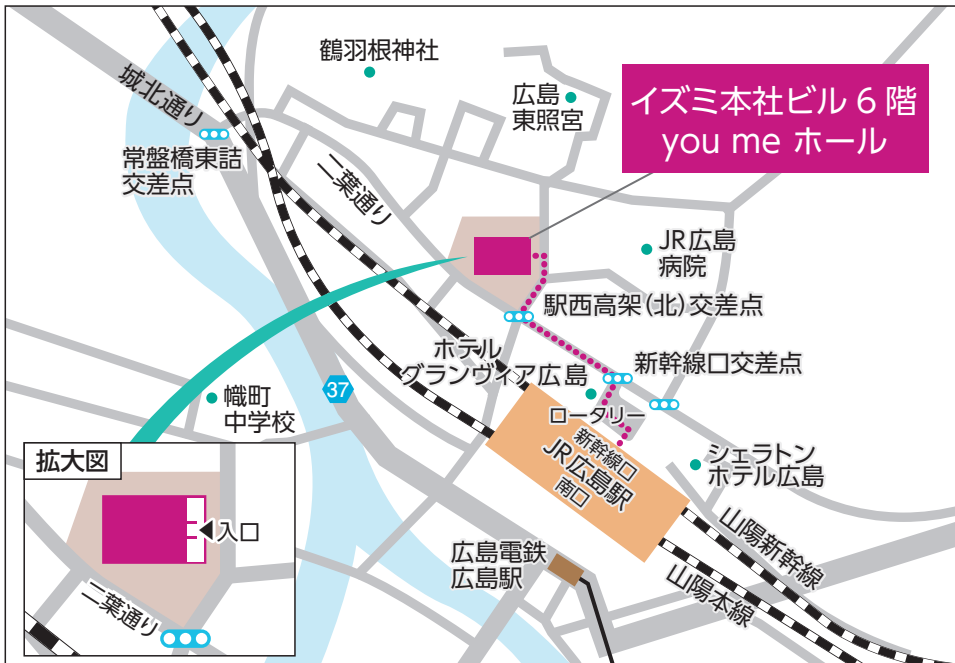 鶴羽根神社
広島
東照宮
イズミ本社ビル 6 階
you me ホール
城北通り
常盤橋東詰
交差点
二葉通り
JR広島
病院
駅西高架(北)交差点
ホテル
グランヴィア広島
新幹線口交差点
37
幟町
中学校
ロータリー
新幹線口
JR広島駅
南口
シェラトン
ホテル広島
拡大図
入口
二葉通り
広島電鉄
広島駅
山陽新幹線
山陽本線